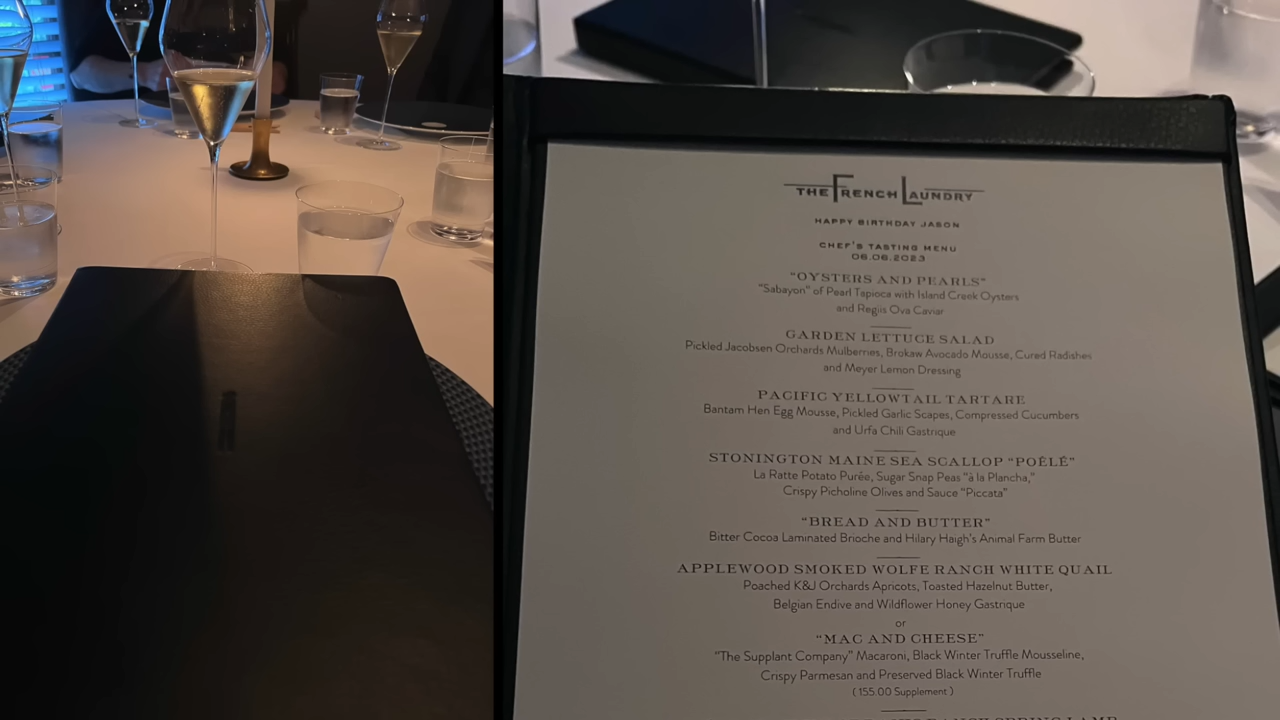 THE FRENCH LAUNDRY
HAPPY BIRTHDAY JASON
CHEF'S TASTING MENU
06.06.2023
"OYSTERS AND PEARLS"
"Sabayon" of Pearl Tapioca with Island Creek Oysters
and Regiis Ova Caviar
GARDEN LETTUCE SALAD
Pickled Jacobsen Orchards Mulberries, Brokaw Avocado Mousse, Cured Radishes
and Meyer Lemon Dressing
PACIFIC YELLOWTAIL TARTARE
Bantam Hen Egg Mousse, Pickled Garlic Scapes, Compressed Cucumbers
and Urfa Chili Gastrique
STONINGTON MAINE SEA SCALLOP "POÊLÉ"
La Ratte Potato Purée, Sugar Snap Peas "à la Plancha,"
Crispy Picholine Olives and Sauce "Piccata"
"BREAD AND BUTTER"
Bitter Cocoa Laminated Brioche and Hilary Haigh's Animal Farm Butter
APPLEWOOD SMOKED WOLFE RANCH WHITE QUAIL
Poached K&J Orchards Apricots, Toasted Hazelnut Butter,
Belgian Endive and Wildflower Honey Gastrique
or
"MAC AND CHEESE"
"The Supplant Company" Macaroni, Black Winter Truffle Mousseline,
Crispy Parmesan and Preserved Black Winter Truffle
( 155.00 Supplement )
SPRING LAMB